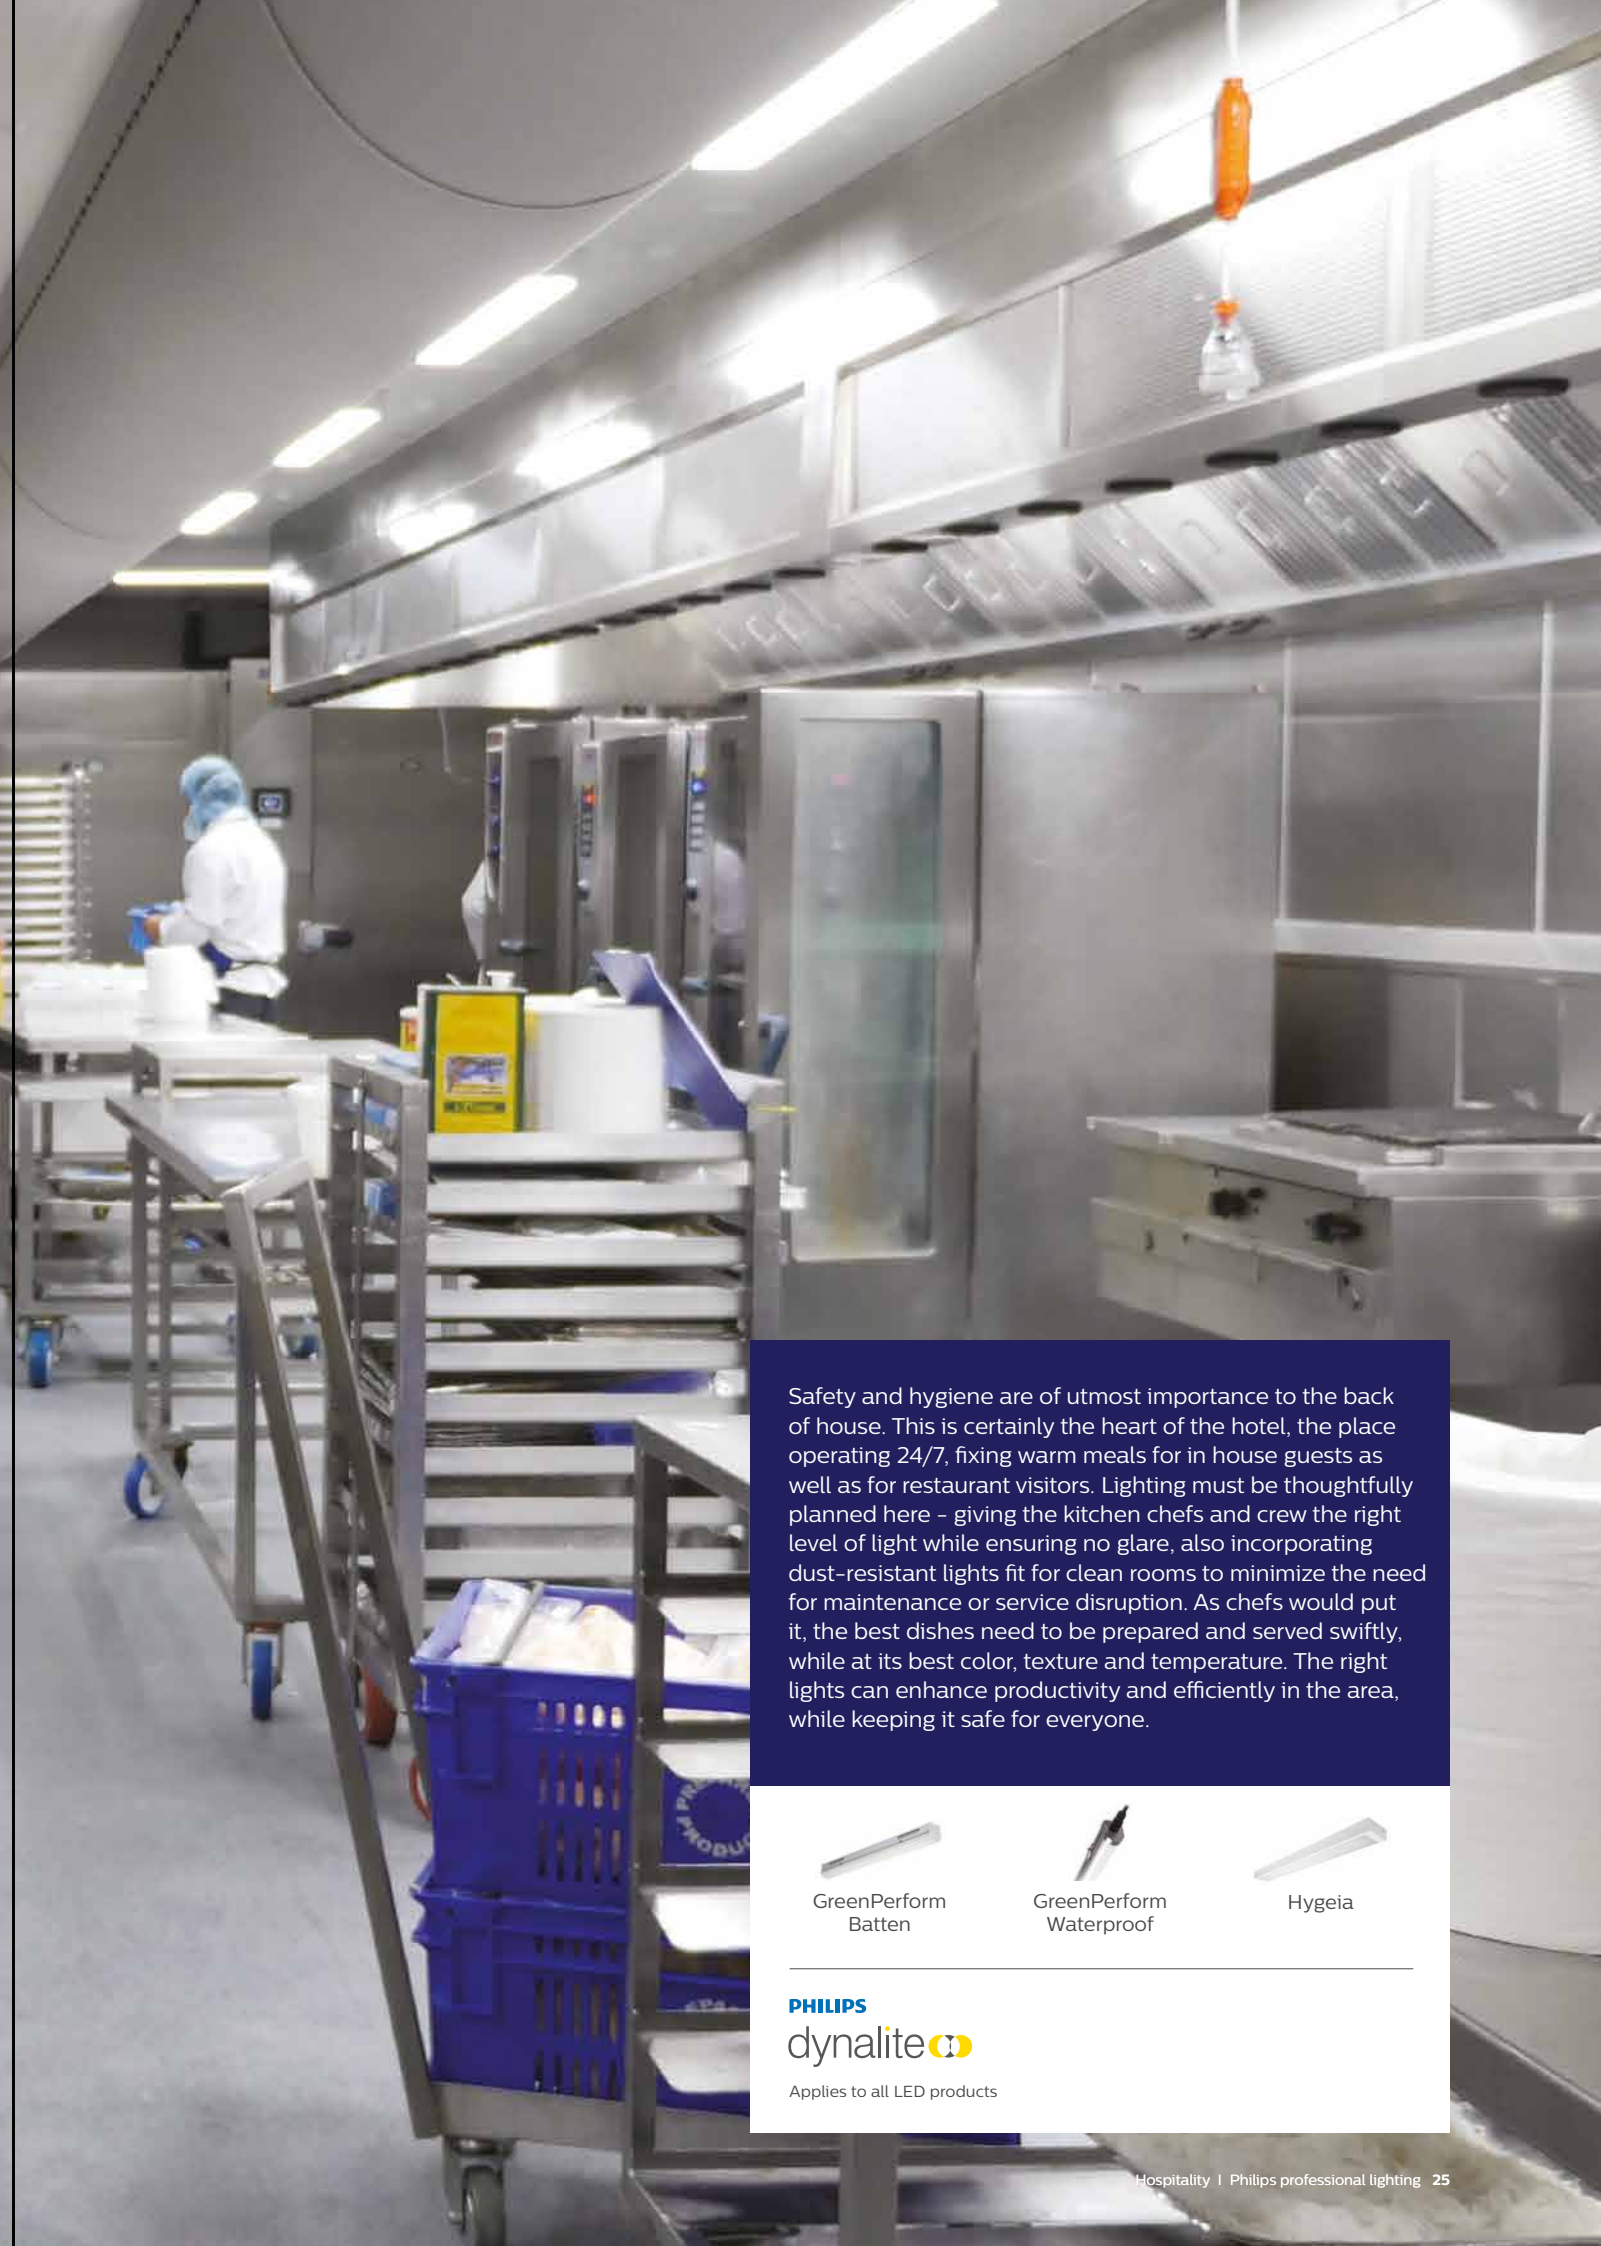 Safety and hygiene are of utmost importance to the back
of house. This is certainly the heart of the hotel, the place
operating 24/7, fixing warm meals for in house guests as
well as for restaurant visitors. Lighting must be thoughtfully
planned here - giving the kitchen chefs and crew the right
level of light while ensuring no glare, also incorporating
dust-resistant lights fit for clean rooms to minimize the need
for maintenance or service disruption. As chefs would put
it, the best dishes need to be prepared and served swiftly,
while at its best color, texture and temperature. The right
lights can enhance productivity and efficiently in the area,
while keeping it safe for everyone.
GreenPerform
Batten
GreenPerform
Waterproof
Hygeia
PHILIPS
dynalite
Applies to all LED products
Hospitality I Philips professional lighting 25